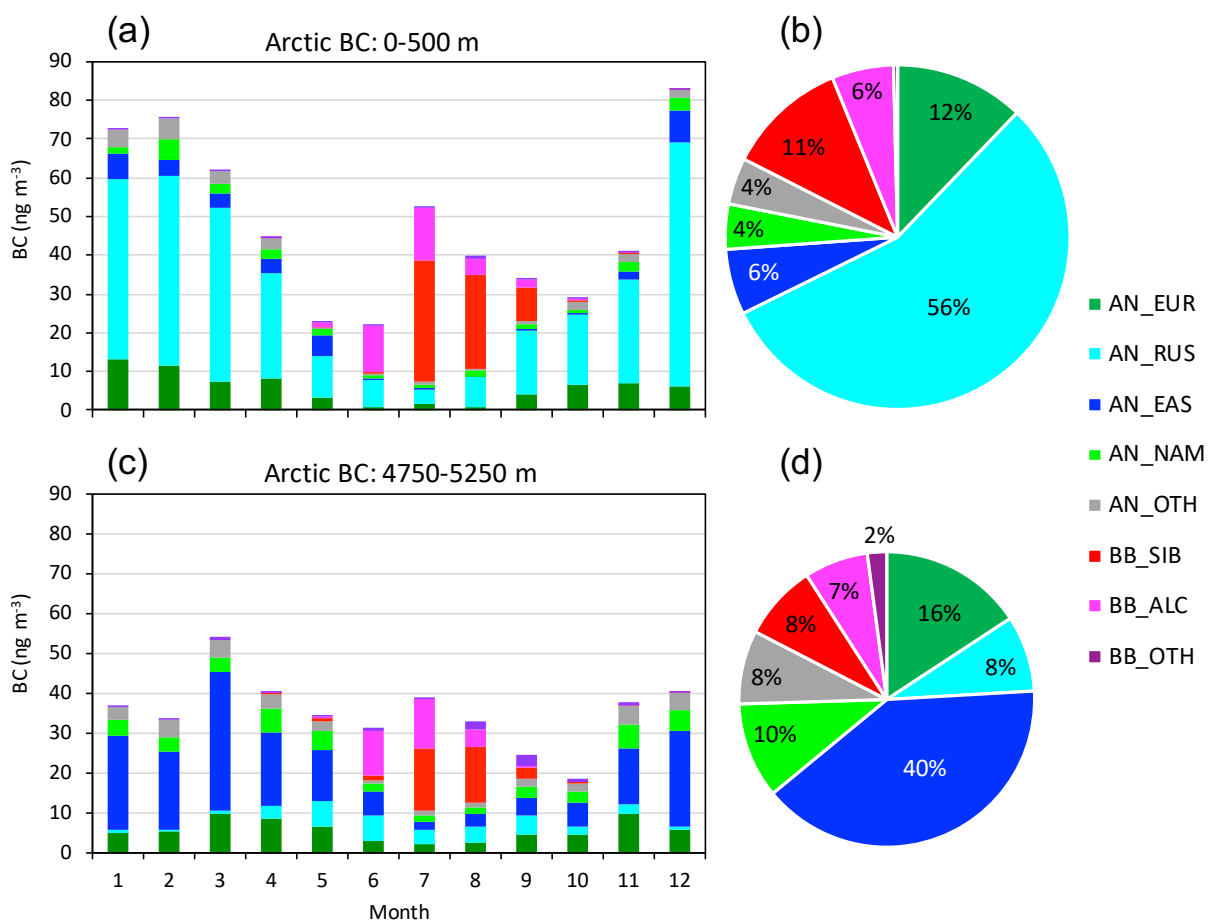 (a)
Arctic BC: 0-500 m
(b)
90
80
70
60
50
40
30
20
10
0
BC (ng m⁻³)
12%
56%
6%
4%
4%
11%
6%
AN_EUR
AN_RUS
AN_EAS
AN_NAM
AN_OTH
BB_SIB
BB_ALC
BB_OTH
(c)
Arctic BC: 4750-5250 m
(d)
90
80
70
60
50
40
30
20
10
0
BC (ng m⁻³)
1 2 3 4 5 6 7 8 9 10 11 12
Month
2%
16%
8%
40%
10%
8%
8%
7%